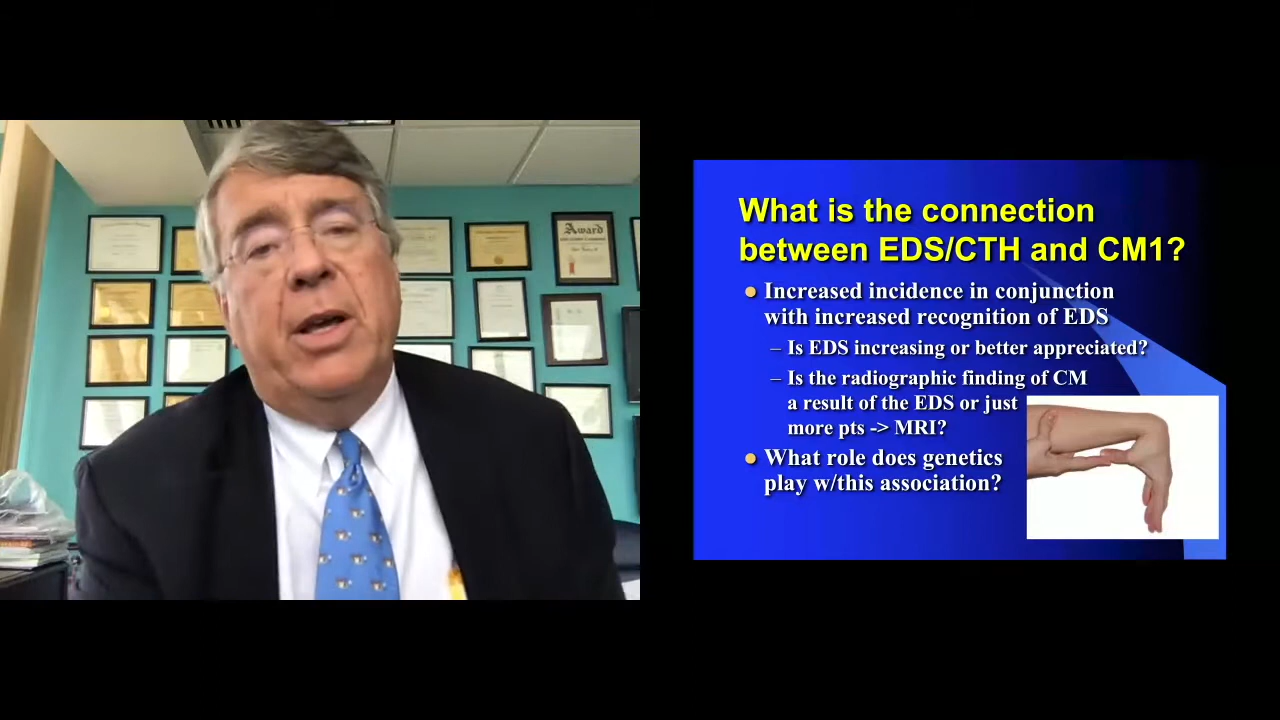 Award
What is the connection
between EDS/CTH and CM1?
Increased incidence in conjunction
with increased recognition of EDS
– Is EDS increasing or better appreciated?
– Is the radiographic finding of CM
a result of the EDS or just
more pts -> MRI?
What role does genetics
play w/this association?